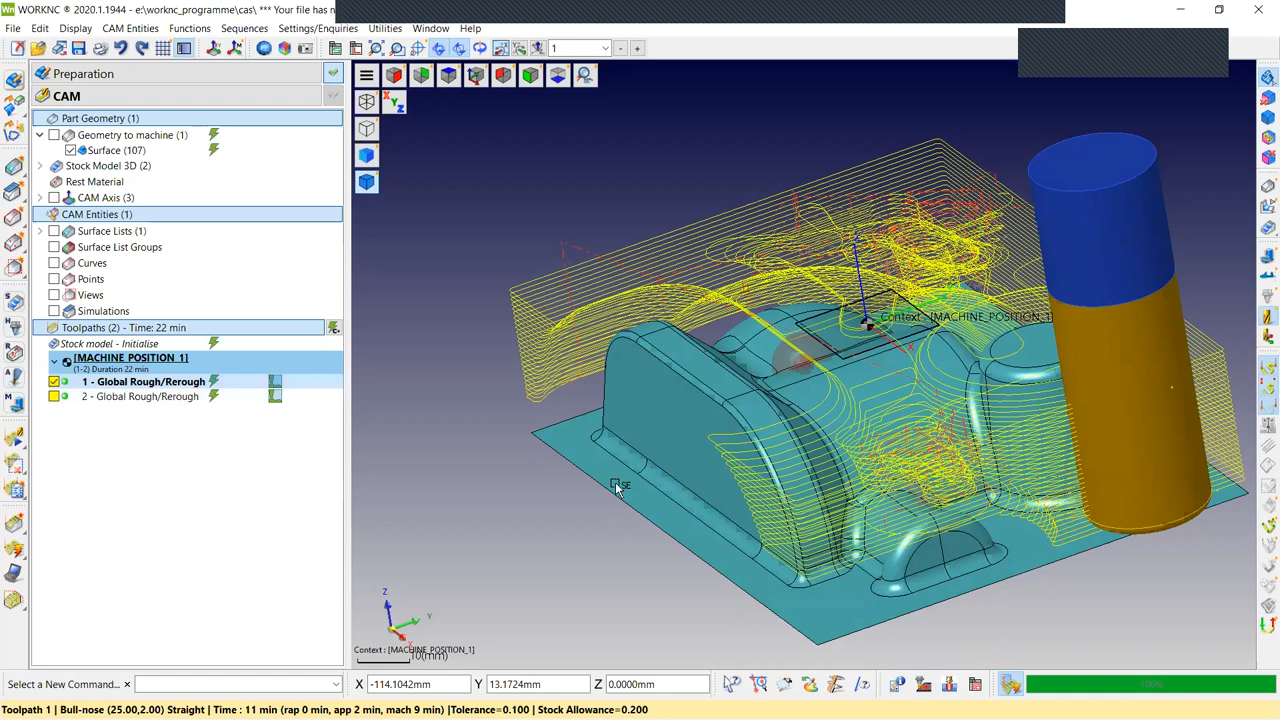 WORKNC ® 2020.1.1944 - e:\worknc_programme\cas\ *** Your file has n
File Edit Display CAM Entities Functions Sequences Settings/Enquiries Utilities Window Help
1
- +
Preparation
CAM
Part Geometry (1)
Geometry to machine (1)
Surface (107)
Stock Model 3D (2)
Rest Material
CAM Axis (3)
CAM Entities (1)
Surface Lists (1)
Surface List Groups
Curves
Points
Views
Simulations
Toolpaths (2) - Time: 22 min
Stock model - Initialise
[MACHINE POSITION 1]
(1-2) Duration 22 min
1 - Global Rough/Rerough
2 - Global Rough/Rerough
X Y Z
Context - [MACHINE_POSITION_1]
X
SE
Z
Y
X
Context : [MACHINE_POSITION_1]
10(mm)
Select a New Command... X -114.1042mm Y 13.1724mm Z 0.0000mm 100%
Toolpath 1 | Bull-nose (25.00,2.00) Straight | Time : 11 min (rap 0 min, app 2 min, mach 9 min) |Tolerance=0.100 | Stock Allowance=0.200